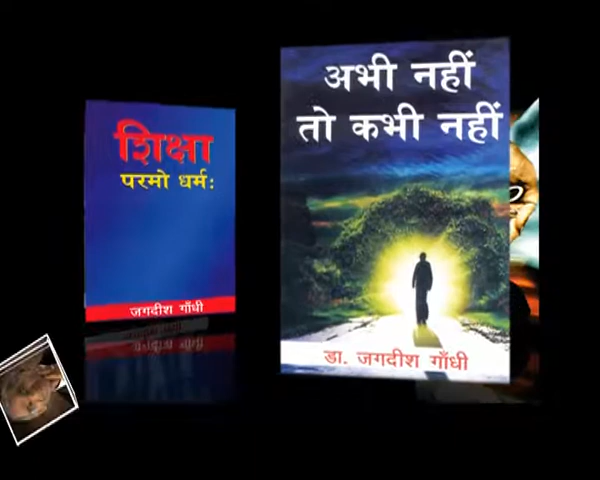 शिक्षा
परमो धर्म:
जगदीश गाँधी
अभी नहीं
तो कभी नहीं
डा. जगदीश गाँधी